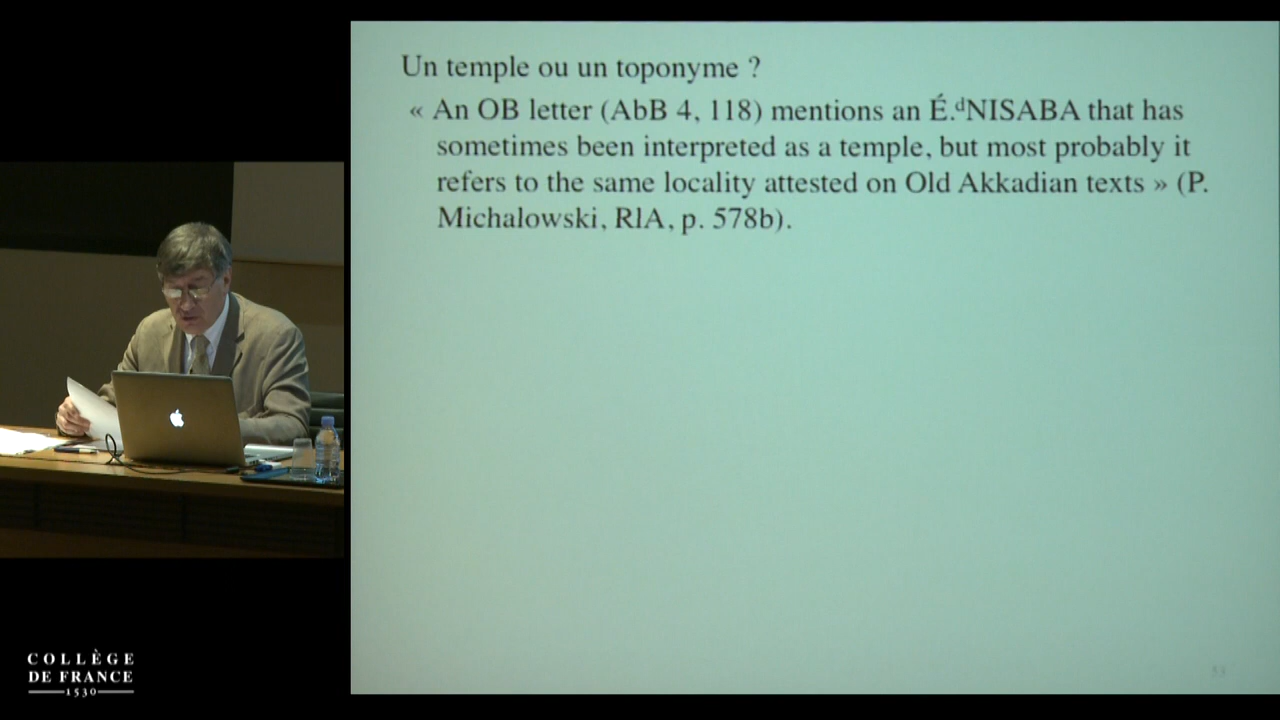 Un temple ou un toponyme ?
« An OB letter (AbB 4, 118) mentions an É.ᵈNISABA that has
sometimes been interpreted as a temple, but most probably it
refers to the same locality attested on Old Akkadian texts » (P.
Michalowski, RlA, p. 578b).
COLLÈGE
DE FRANCE
1530